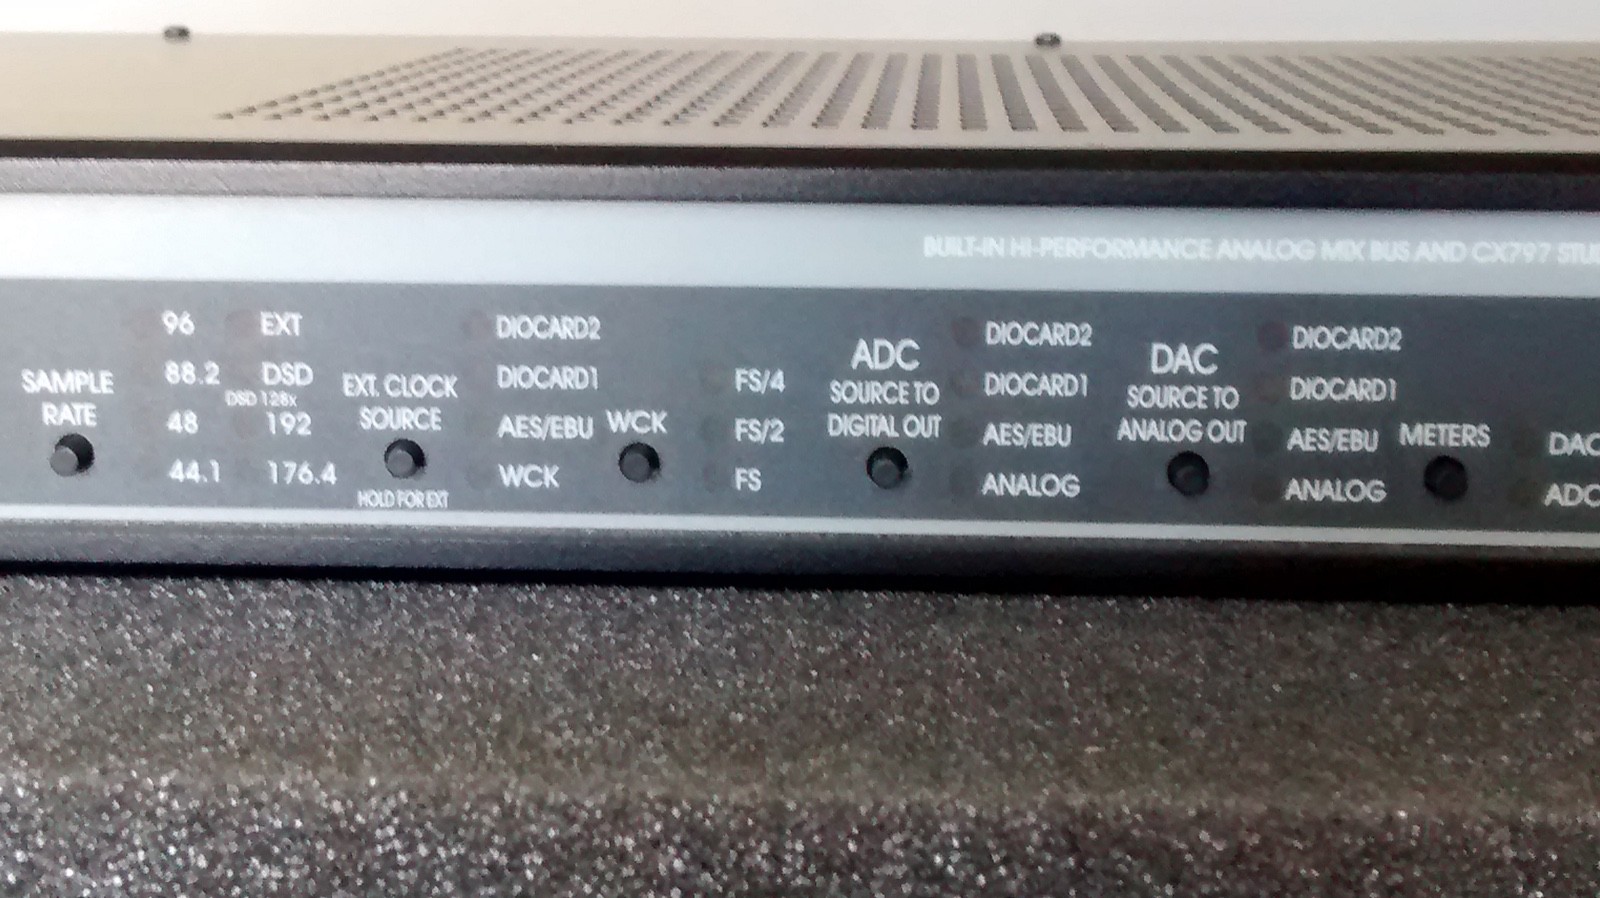 BUILT-IN HI-PERFORMANCE ANALOG MIX BUS AND CX797
SAMPLE
RATE
96
88.2
48
44.1
EXT
DSD
DSD 128x
192
176.4
EXT. CLOCK
SOURCE
HOLD FOR EXT
DIOCARD2
DIOCARD1
AES/EBU
WCK
WCK
FS/4
FS/2
FS
ADC
SOURCE TO
DIGITAL OUT
DIOCARD2
DIOCARD1
AES/EBU
ANALOG
DAC
SOURCE TO
ANALOG OUT
DIOCARD2
DIOCARD1
AES/EBU
ANALOG
METERS
DAC
ADC